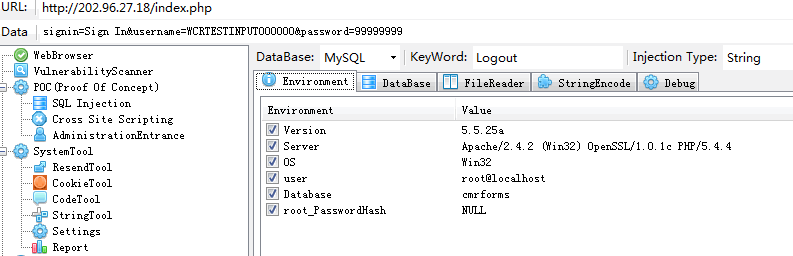 URL: http://202.96.27.18/index.php
Data signin=Sign In&username=WCRTESTINPUT000000&password=99999999
WebBrowser
VulnerabilityScanner
POC(Proof Of Concept)
SQL Injection
Cross Site Scripting
AdministrationEntrance
SystemTool
ResendTool
CookieTool
CodeTool
StringTool
Settings
Report
DataBase: MySQL KeyWord: Logout Injection Type: String
Environment DataBase FileReader StringEncode Debug
Environment Value
Version 5.5.25a
Server Apache/2.4.2 (Win32) OpenSSL/1.0.1c PHP/5.4.4
OS Win32
user root@localhost
Database cmrforms
root_PasswordHash NULL